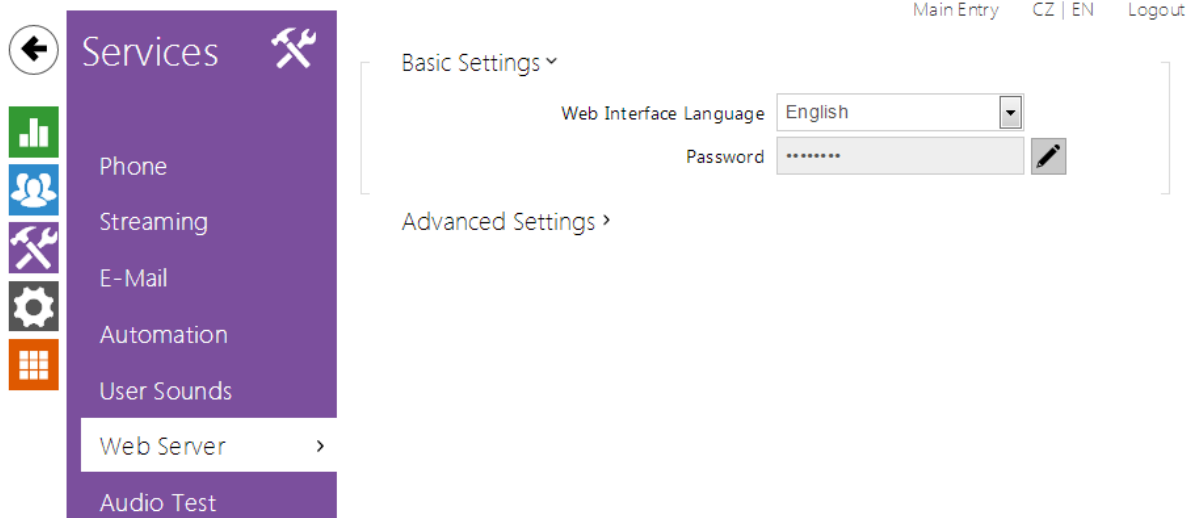 Main Entry CZ | EN Logout
Services
Phone
Streaming
E-Mail
Automation
User Sounds
Web Server
Audio Test
Basic Settings
Web Interface Language English
Password ••••••••
Advanced Settings